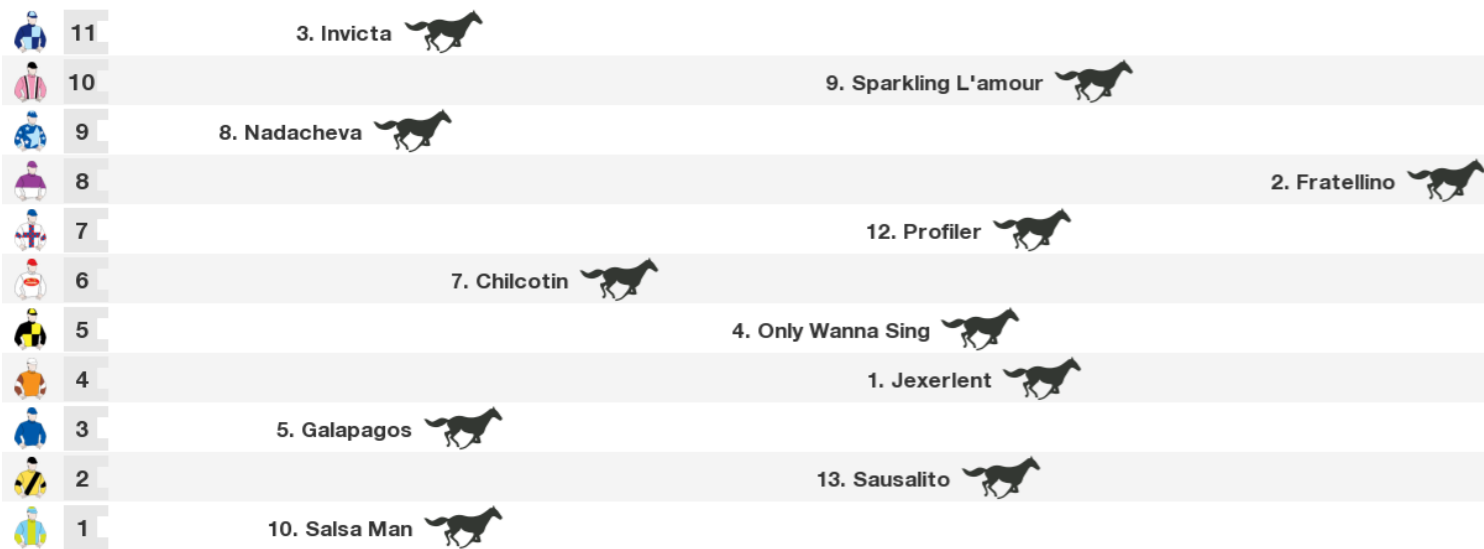 11 3. Invicta
10 9. Sparkling L'amour
9 8. Nadacheva
8 2. Fratellino
7 12. Profiler
6 7. Chilcotin
5 4. Only Wanna Sing
4 1. Jexerlent
3 5. Galapagos
2 13. Sausalito
1 10. Salsa Man